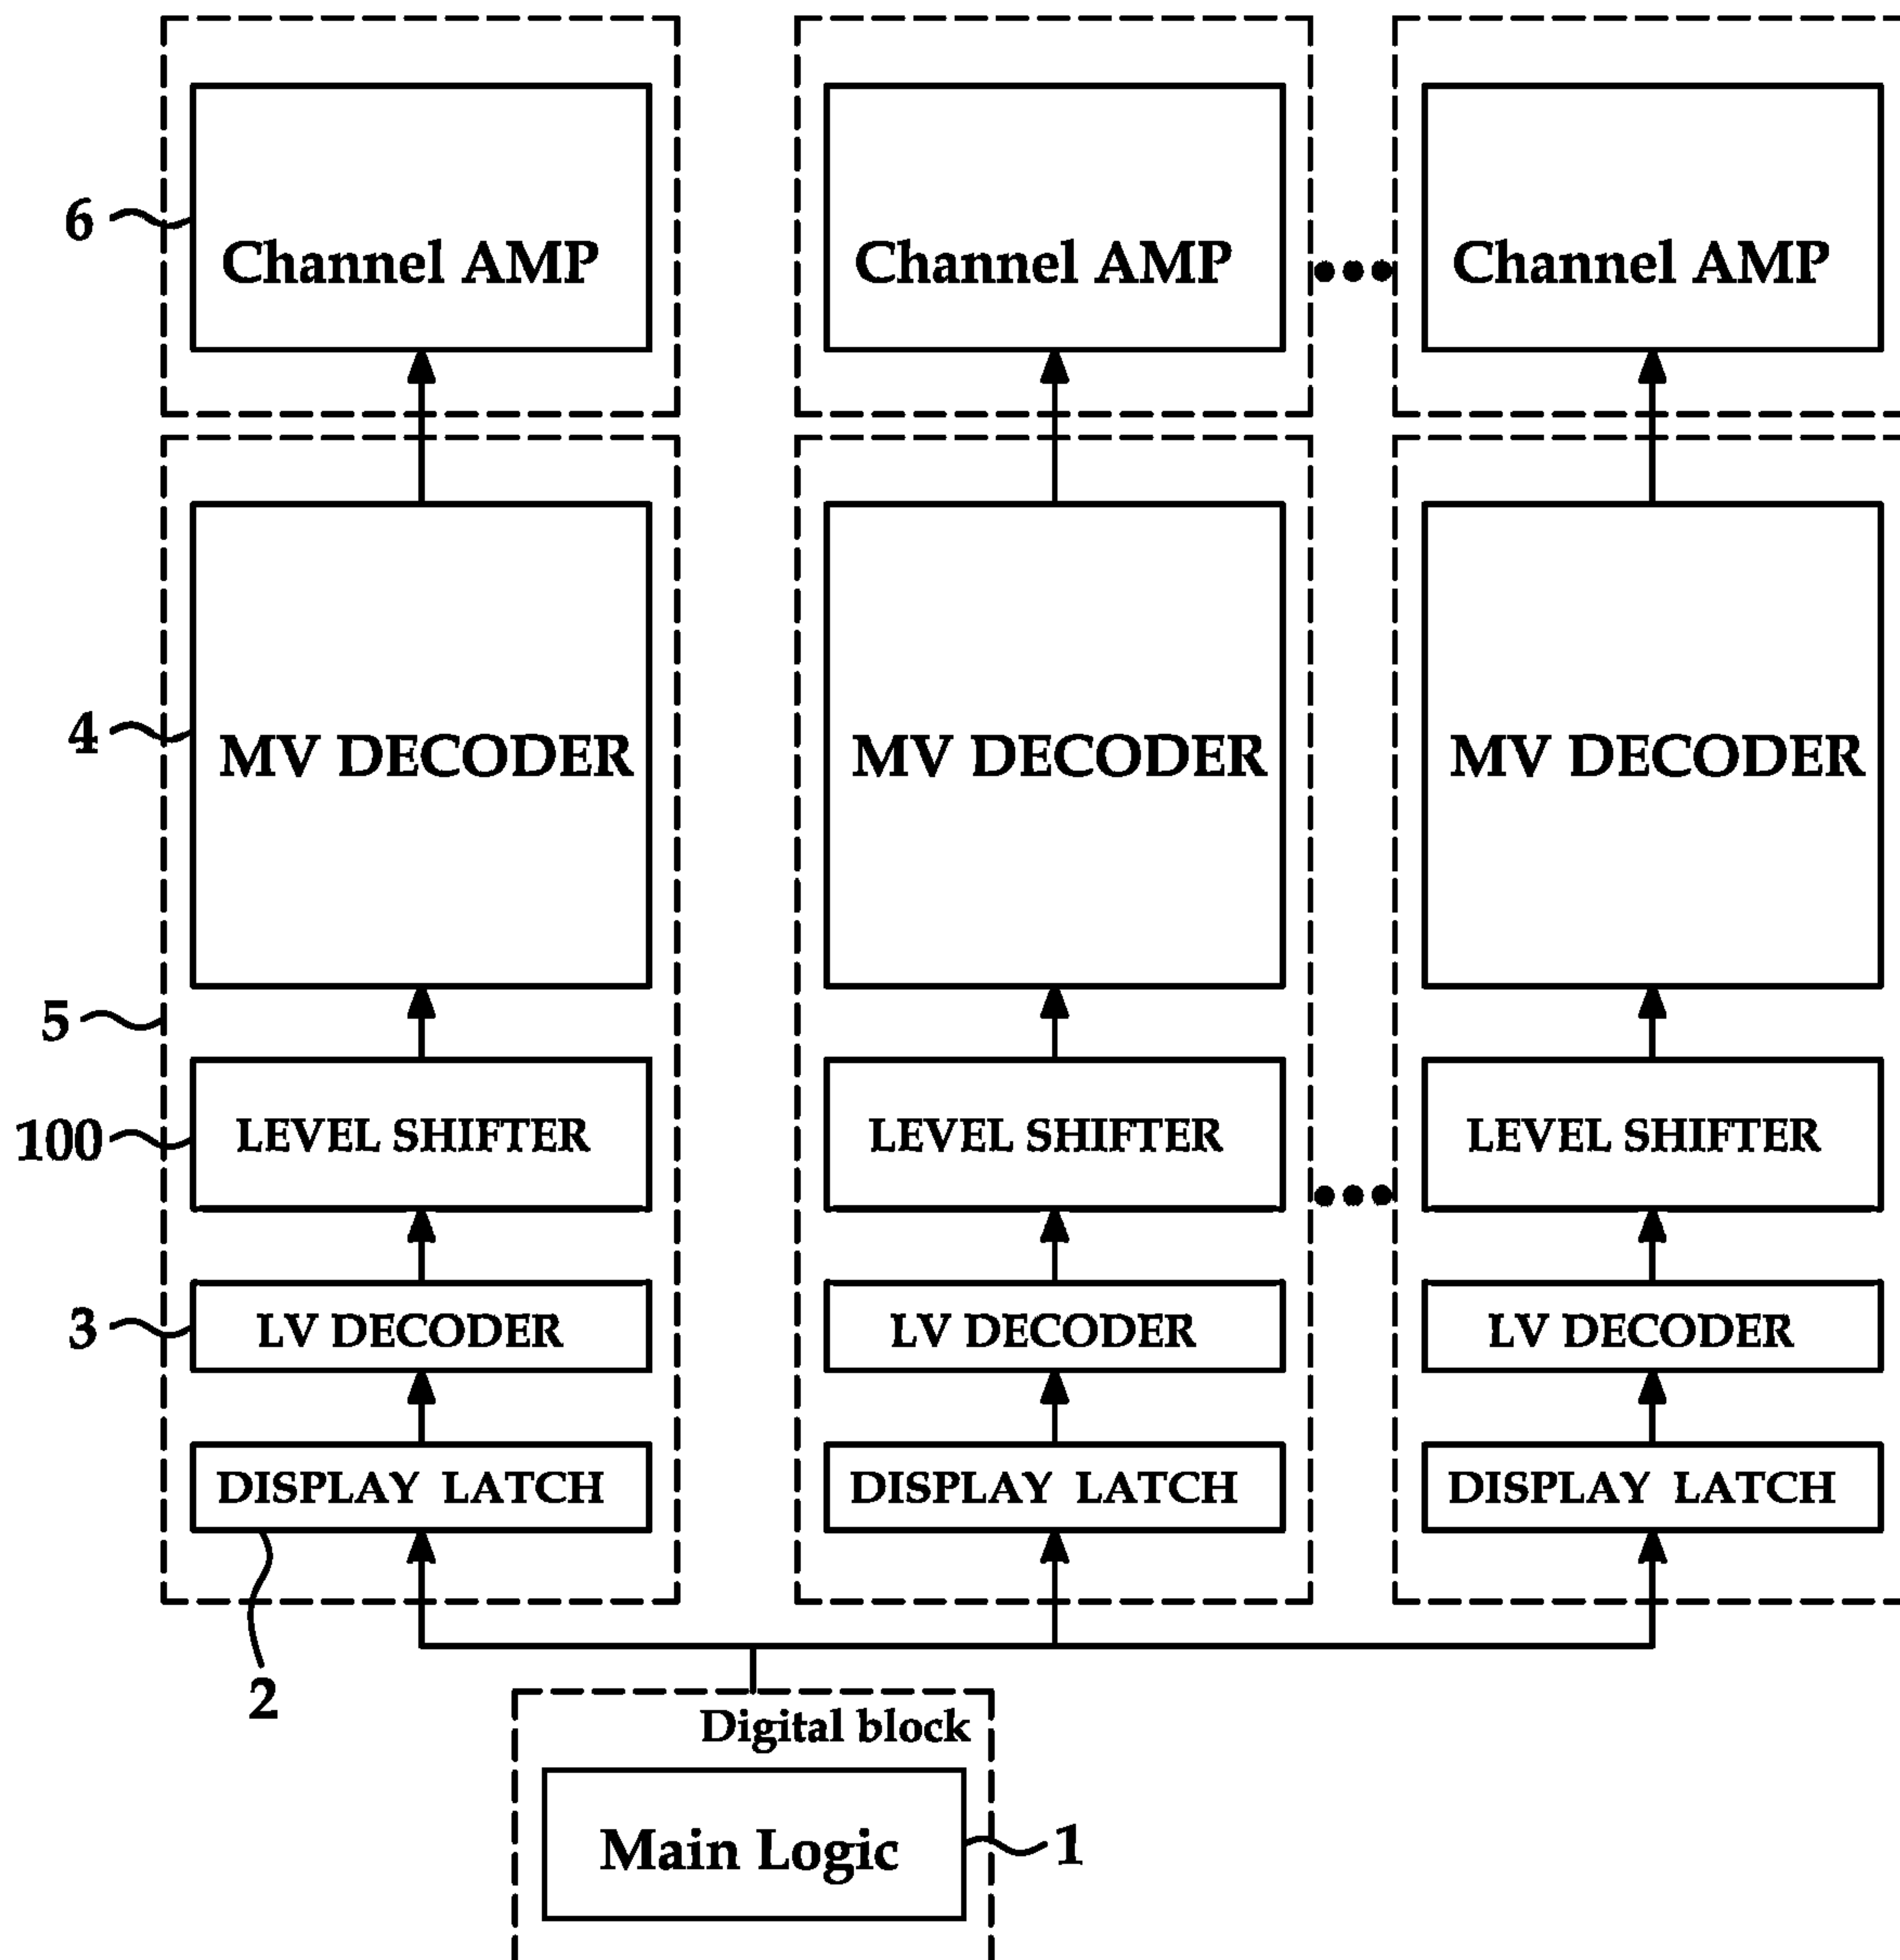 6
Channel AMP
Channel AMP
•••
Channel AMP
4
MV DECODER
MV DECODER
MV DECODER
5
100
LEVEL SHIFTER
LEVEL SHIFTER
•••
LEVEL SHIFTER
3
LV DECODER
LV DECODER
LV DECODER
DISPLAY LATCH
DISPLAY LATCH
DISPLAY LATCH
2
Digital block
Main Logic
1